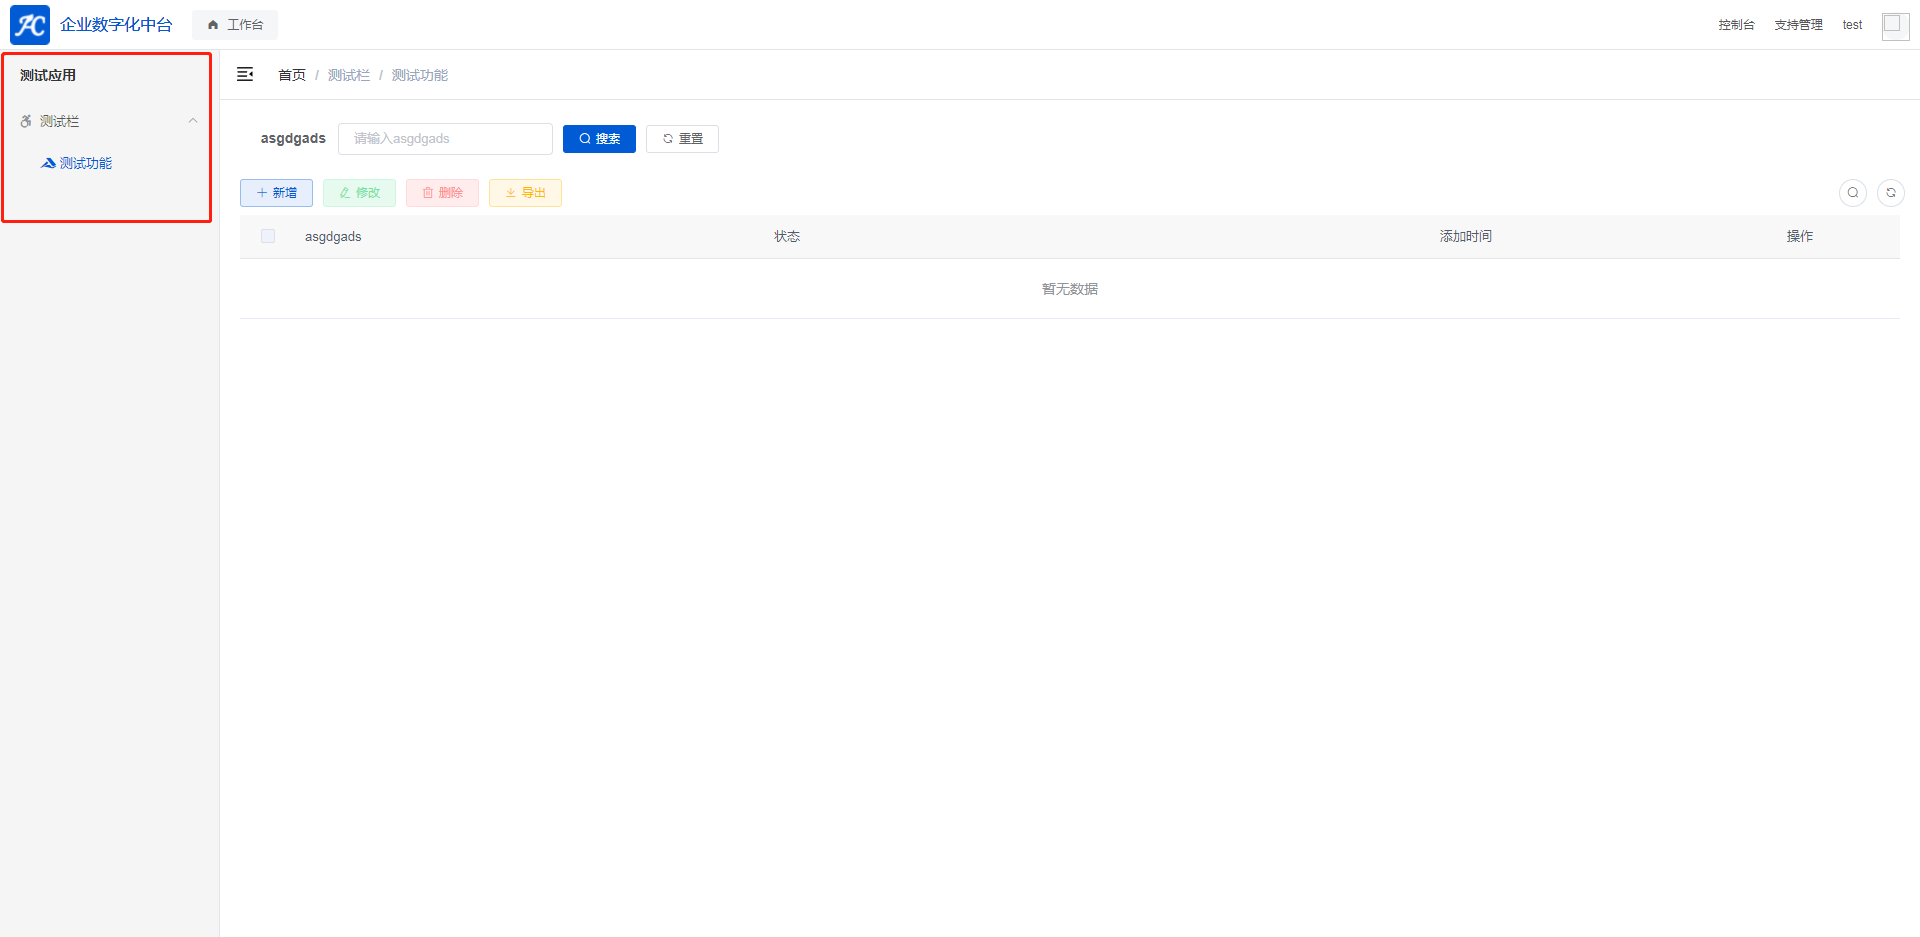 企业数字化中台 工作台 控制台 支持管理 test
测试应用
测试栏
测试功能
首页 / 测试栏 / 测试功能
asgdgads 请输入asgdgads 搜索 重置
新增 修改 删除 导出
asgdgads 状态 添加时间 操作
暂无数据